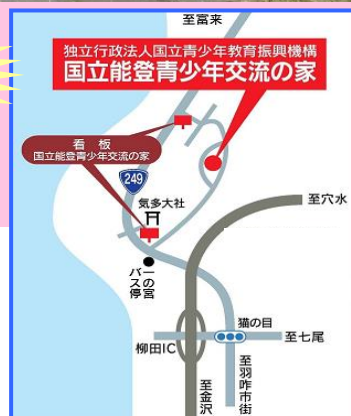 至富来
独立行政法人国立青少年教育振興機構
国立能登青少年交流の家
看板
国立能登青少年交流の家
249
気多大社
至穴水
一の宮
バス停
猫の目
至七尾
柳田IC
至羽咋市街
至金沢